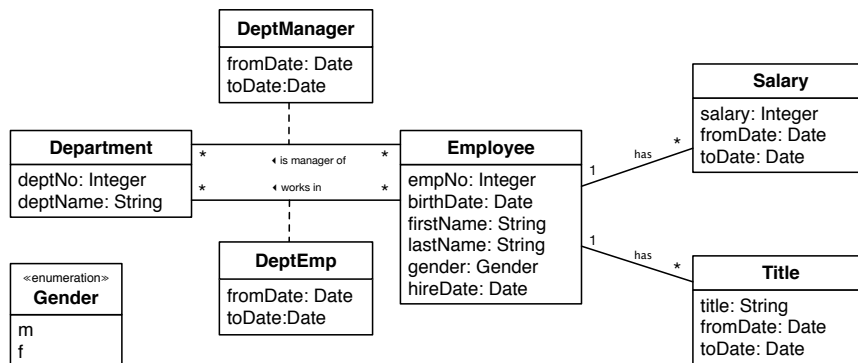 DeptManager
fromDate: Date
toDate:Date
Department
deptNo: Integer
deptName: String
* ◂ is manager of *
* ◂ works in *
Employee
empNo: Integer
birthDate: Date
firstName: String
lastName: String
gender: Gender
hireDate: Date
1 has *
Salary
salary: Integer
fromDate: Date
toDate: Date
1 has *
Title
title: String
fromDate: Date
toDate: Date
DeptEmp
fromDate: Date
toDate:Date
«enumeration»
Gender
m
f